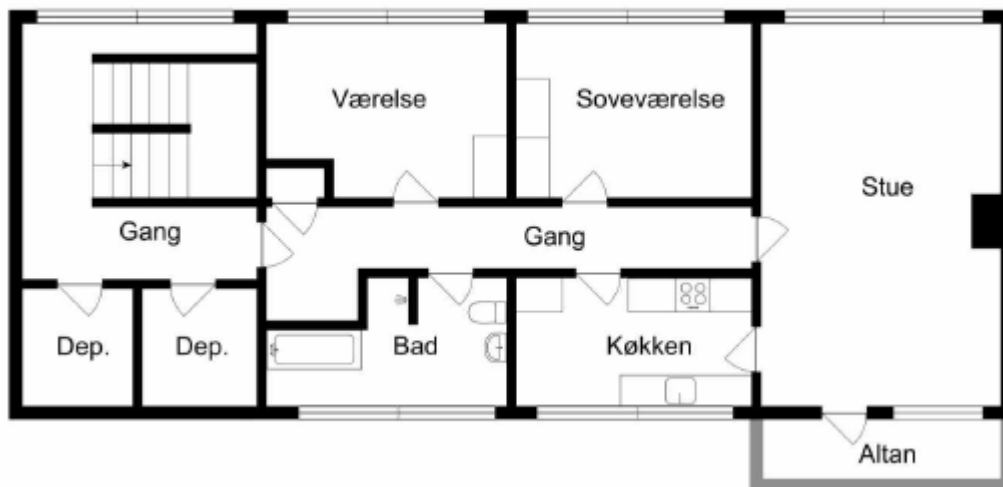 Værelse
Soveværelse
Stue
Gang
Gang
Dep.
Dep.
Bad
Køkken
Altan